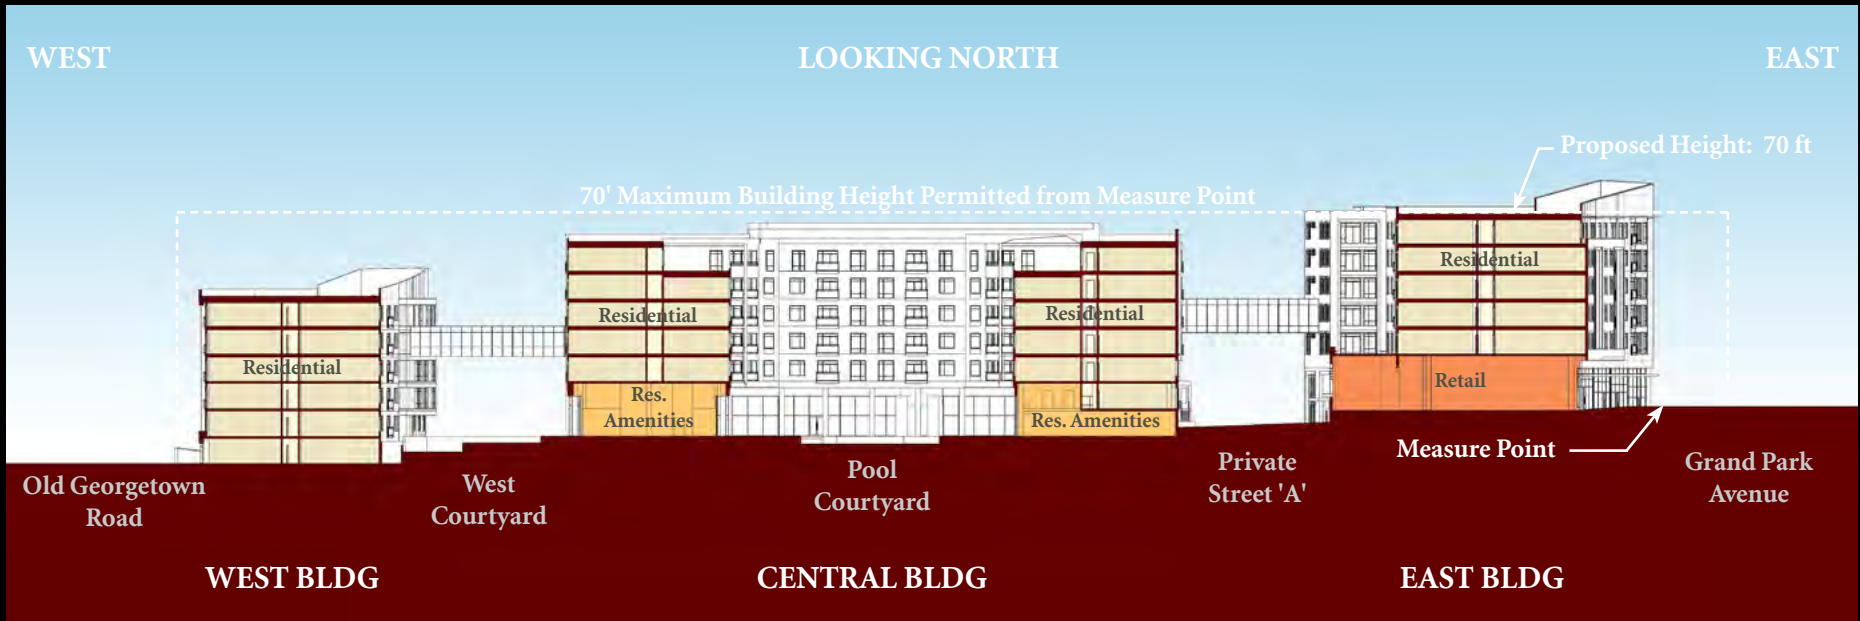 WEST
LOOKING NORTH
EAST
Proposed Height: 70 ft
70' Maximum Building Height Permitted from Measure Point
Residential
Residential
Residential
Residential
Retail
Res.
Amenities
Res. Amenities
Measure Point
Old Georgetown
Road
West
Courtyard
Pool
Courtyard
Private
Street 'A'
Grand Park
Avenue
WEST BLDG
CENTRAL BLDG
EAST BLDG